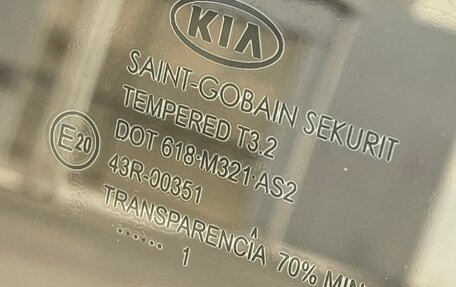 KIA
SAINT-GOBAIN SEKURIT
TEMPERED T3.2
DOT 618·M321·AS2
E20
43R-00351
TRANSPARENCIA 70% MIN
...... 1